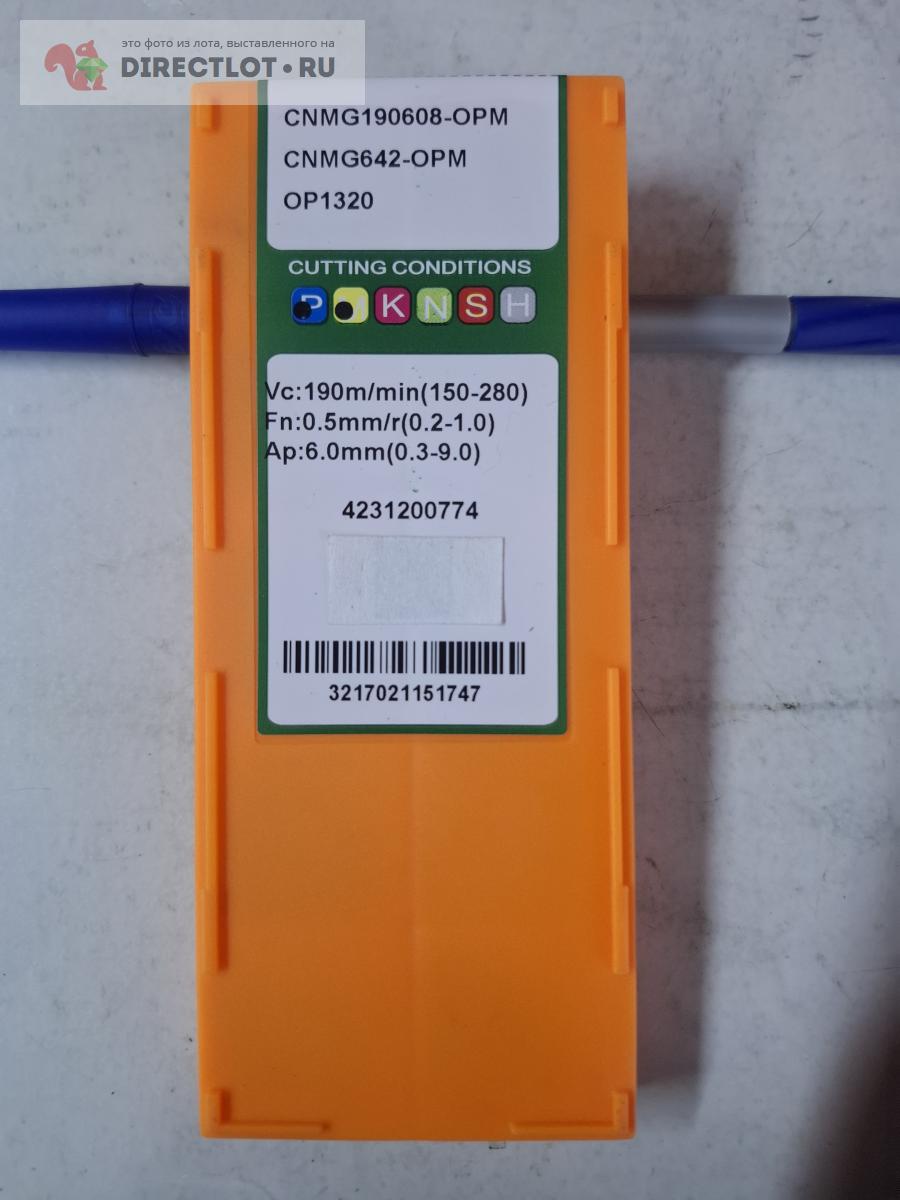 это фото из лота, выставленного на
DIRECTLOT•RU
CNMG190608-OPM
CNMG642-OPM
OP1320
CUTTING CONDITIONS
P M K N S H
Vc:190m/min(150-280)
Fn:0.5mm/r(0.2-1.0)
Ap:6.0mm(0.3-9.0)
4231200774
3217021151747